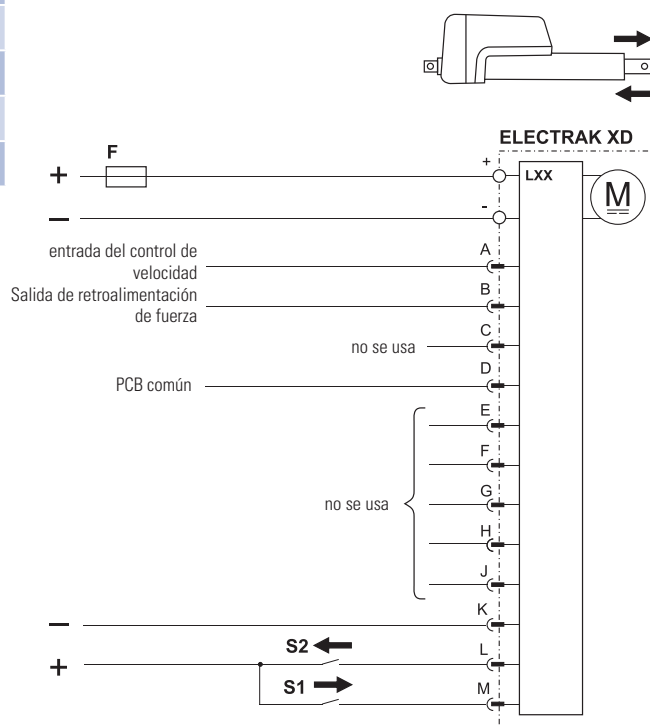 ELECTRAK XD
F
+
+
LXX
M
–
-
entrada del control de
velocidad
A
Salida de retroalimentación
de fuerza
B
no se usa
C
PCB común
D
E
F
G
no se usa
H
J
–
K
S2
L
+
S1
M